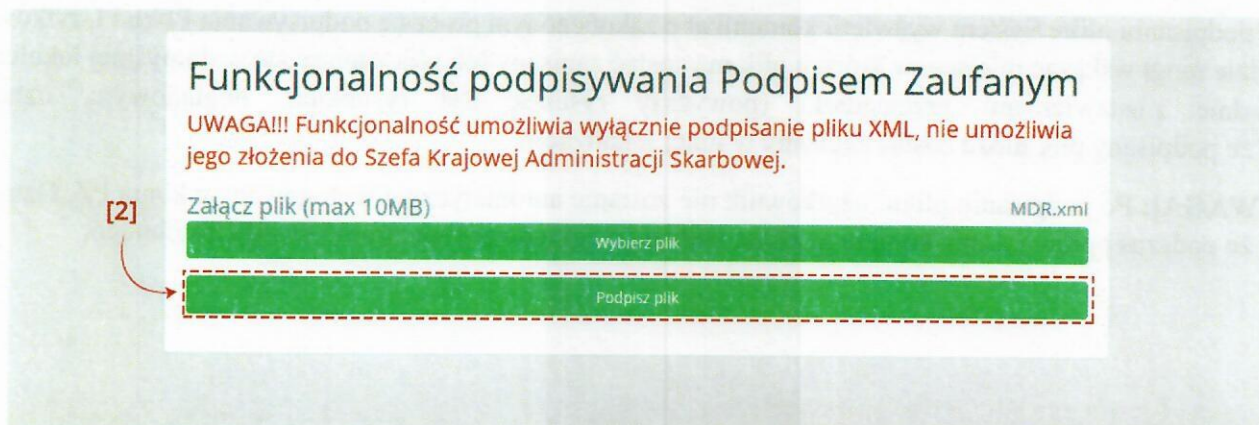 Funkcjonalność podpisywania Podpisem Zaufanym
UWAGA!!! Funkcjonalność umożliwia wyłącznie podpisanie pliku XML, nie umożliwia
jego złożenia do Szefa Krajowej Administracji Skarbowej.
[2]
Załącz plik (max 10MB)
MDR.xml
Wybierz plik
Podpisz plik